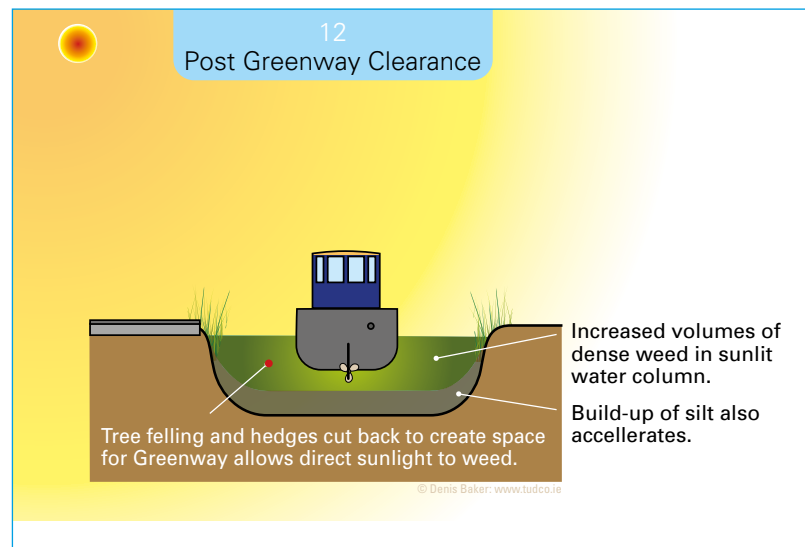 12
Post Greenway Clearance
Increased volumes of
dense weed in sunlit
water column.
Build-up of silt also
accellerates.
Tree felling and hedges cut back to create space
for Greenway allows direct sunlight to weed.
© Denis Baker: www.tudco.ie